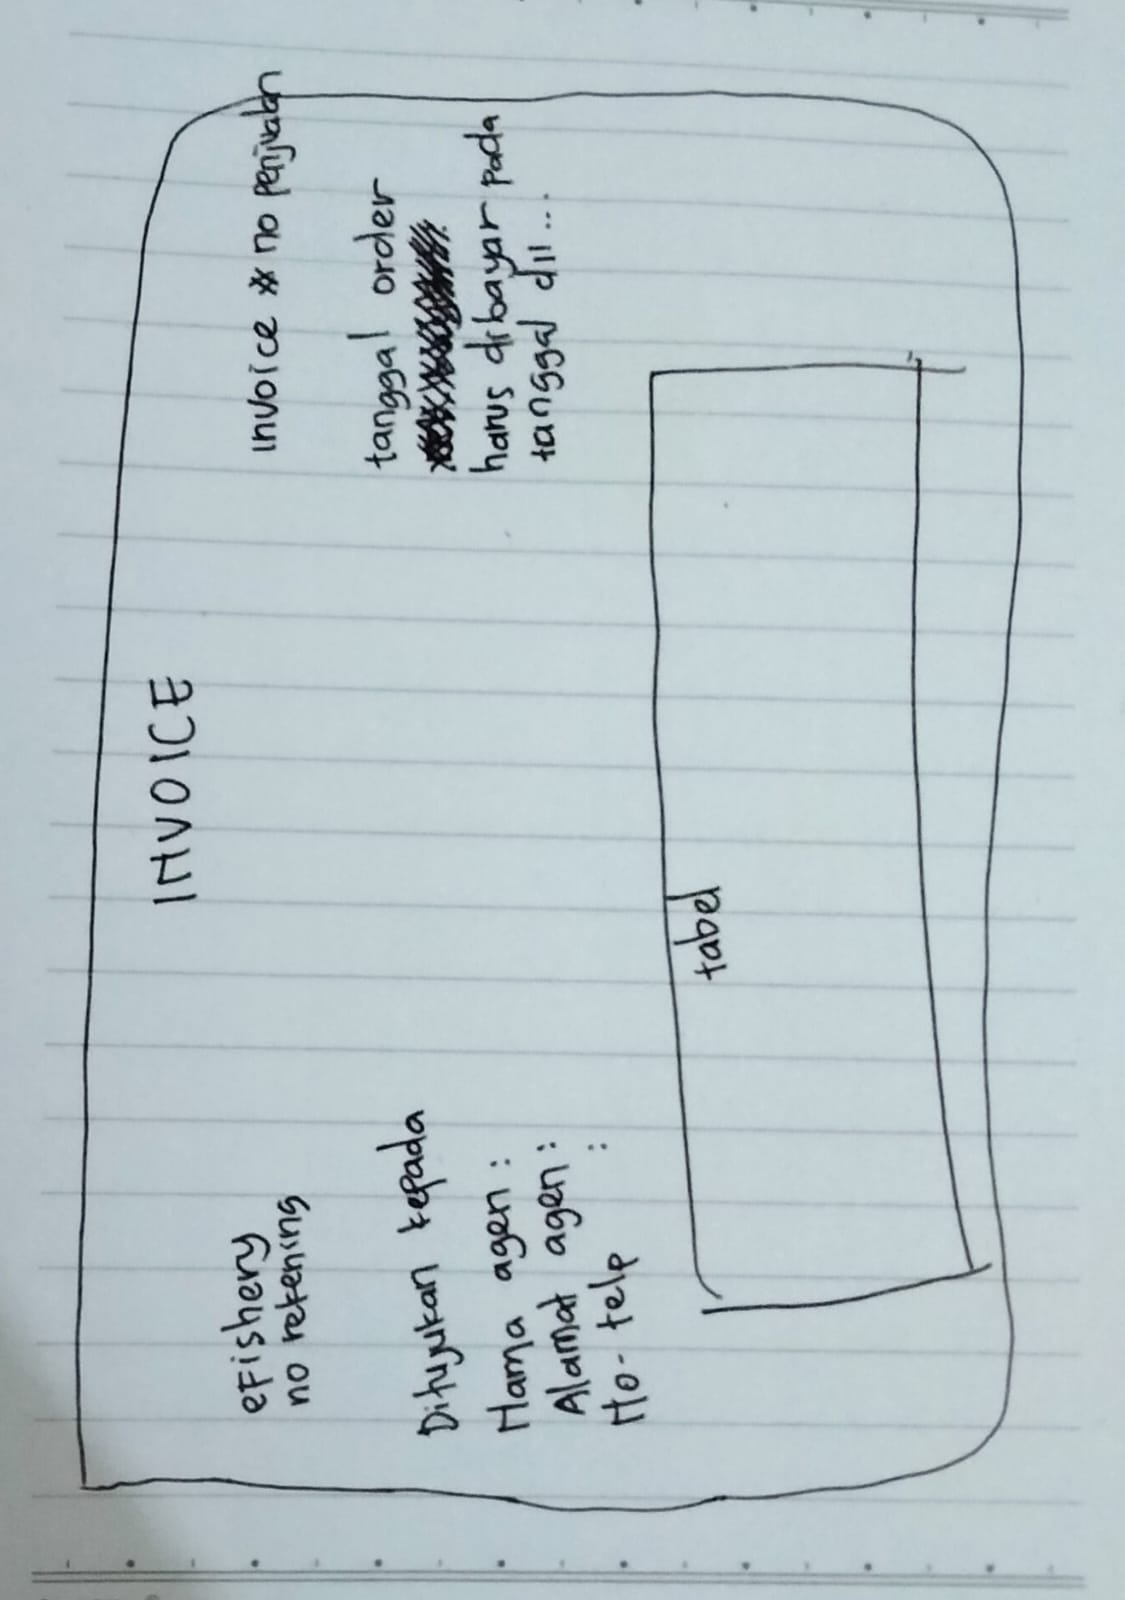 INVOICE
eFishery
no rekening
invoice # no penjualan
Ditujukan kepada
Nama agen :
Alamat agen :
No. telp :
tanggal order
harus dibayar pada
tanggal dll...
tabel